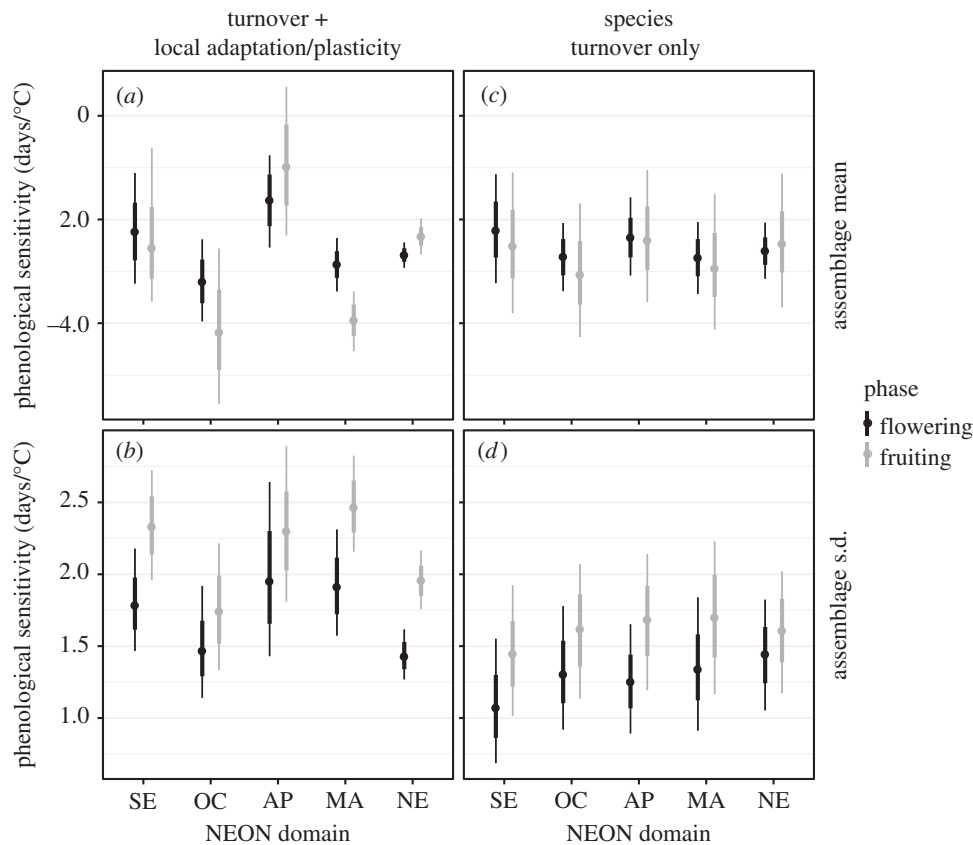 turnover +
local adaptation/plasticity
species
turnover only
(a)
(c)
phenological sensitivity (days/°C)
0
2.0
–4.0
assemblage mean
(b)
(d)
phenological sensitivity (days/°C)
2.5
2.0
1.5
1.0
assemblage s.d.
phase
flowering
fruiting
SE OC AP MA NE
SE OC AP MA NE
NEON domain
NEON domain